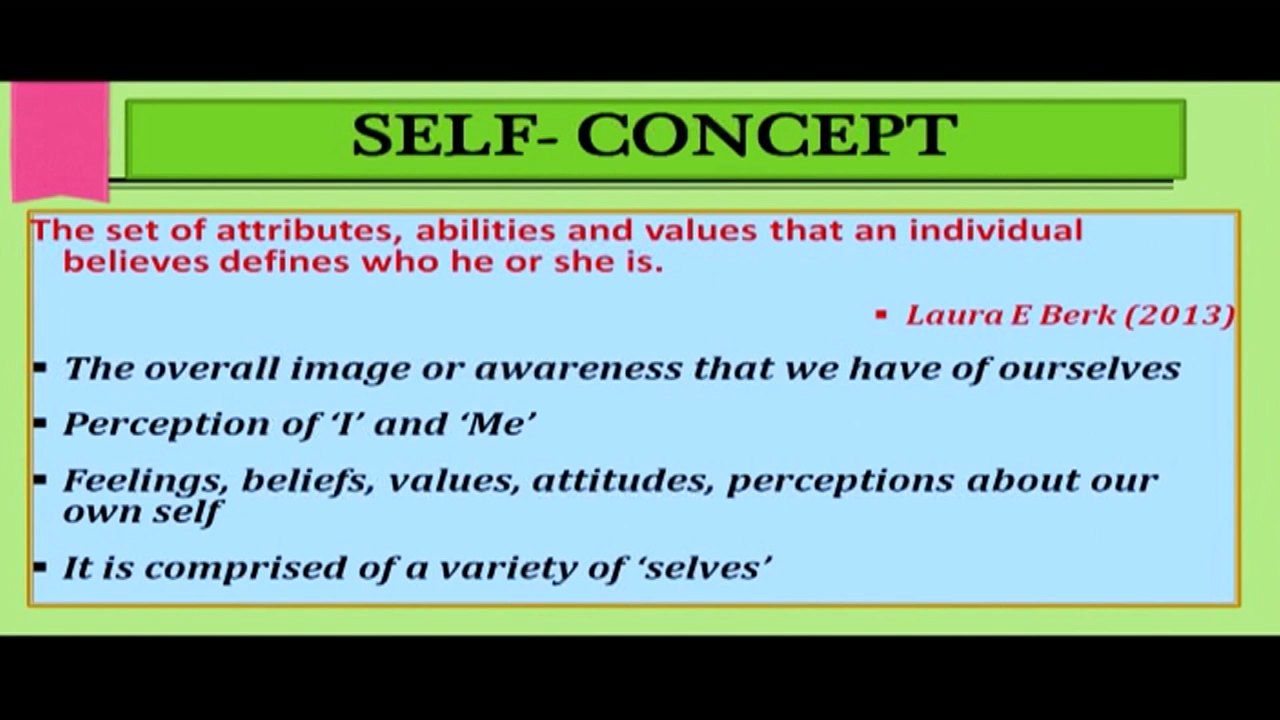 SELF- CONCEPT
The set of attributes, abilities and values that an individual
believes defines who he or she is.
▪ Laura E Berk (2013)
▪ The overall image or awareness that we have of ourselves
▪ Perception of ‘I’ and ‘Me’
▪ Feelings, beliefs, values, attitudes, perceptions about our
own self
▪ It is comprised of a variety of ‘selves’